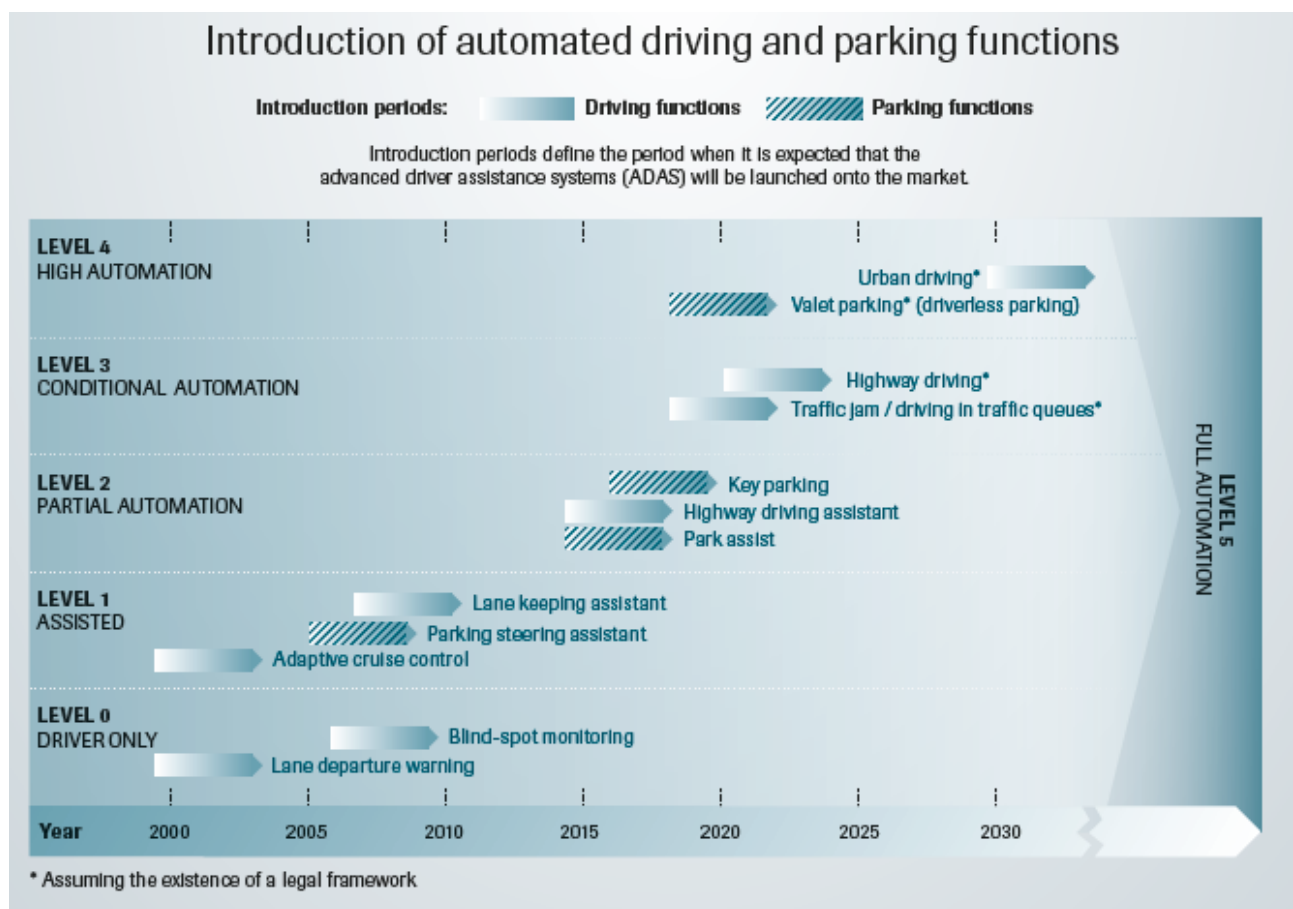 Introduction of automated driving and parking functions
Introduction periods: Driving functions Parking functions
Introduction periods define the period when it is expected that the
advanced driver assistance systems (ADAS) will be launched onto the market.
LEVEL 4
HIGH AUTOMATION
Urban driving*
Valet parking* (driverless parking)
LEVEL 3
CONDITIONAL AUTOMATION
Highway driving*
Traffic jam / driving in traffic queues*
LEVEL 2
PARTIAL AUTOMATION
Key parking
Highway driving assistant
Park assist
LEVEL 1
ASSISTED
Lane keeping assistant
Parking steering assistant
Adaptive cruise control
LEVEL 0
DRIVER ONLY
Blind-spot monitoring
Lane departure warning
LEVEL 5
FULL AUTOMATION
Year 2000 2005 2010 2015 2020 2025 2030
* Assuming the existence of a legal framework